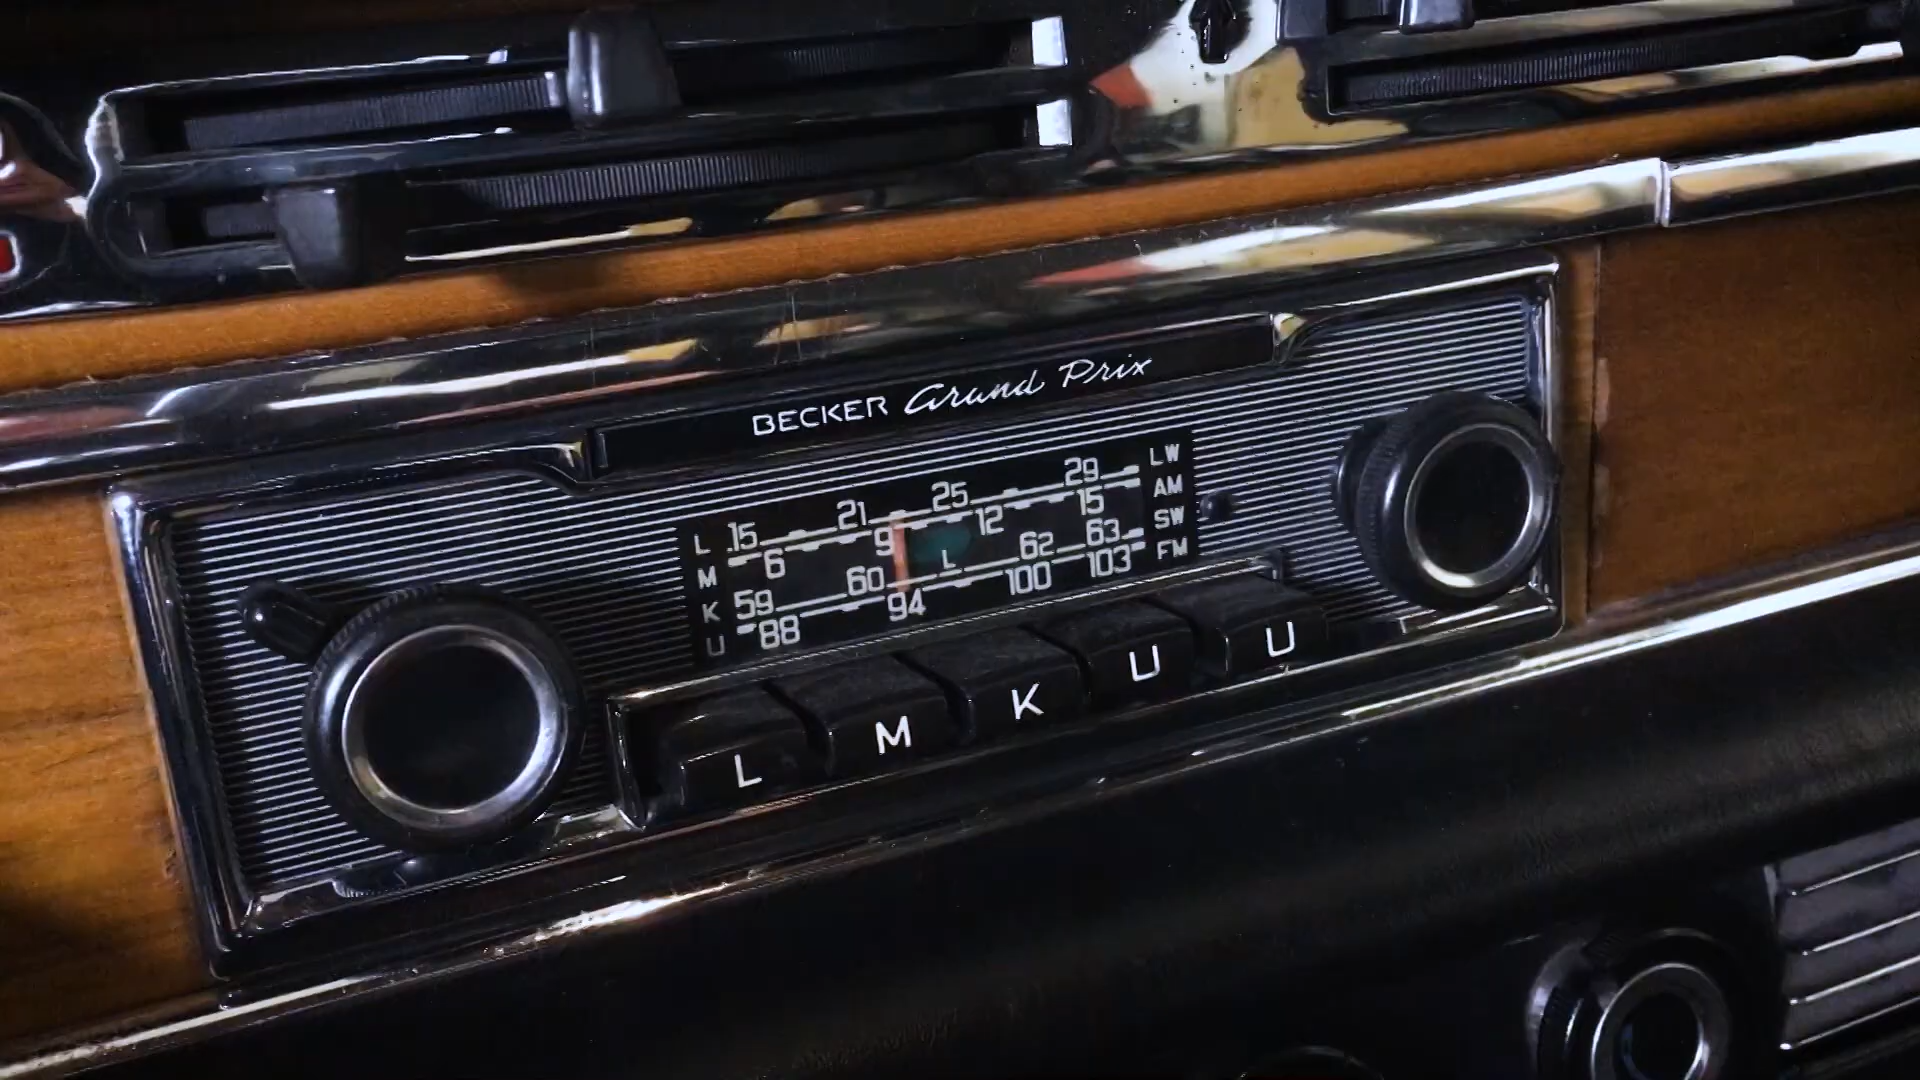 BECKER Grand Prix
L .15 21 25 29 LW
M 6 9 12 15 AM
K 59 60 L 62 63 SW
U 88 94 100 103 FM
L M K U U